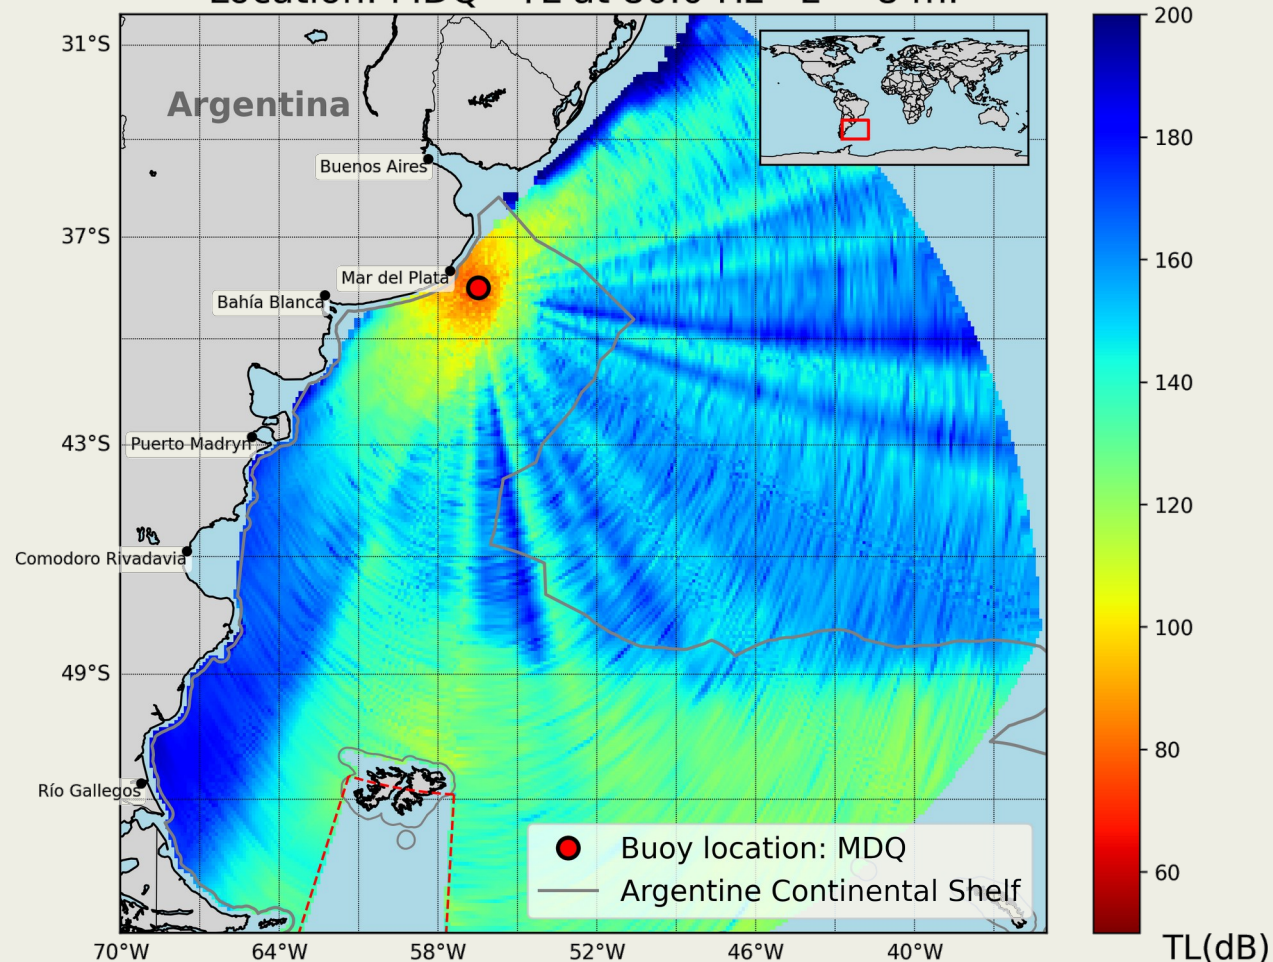 31°S
37°S
43°S
49°S
Argentina
Buenos Aires
Mar del Plata
Bahía Blanca
Puerto Madryn
Comodoro Rivadavia
Río Gallegos
Buoy location: MDQ
Argentine Continental Shelf
70°W
64°W
58°W
52°W
46°W
40°W
200
180
160
140
120
100
80
60
TL(dB)